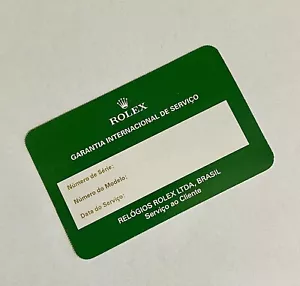 ROLEX
GARANTIA INTERNACIONAL DE SERVIÇO
Número de Série:
Número do Modelo:
Data do Serviço:
RELÓGIOS ROLEX LTDA, BRASIL
Serviço ao Cliente